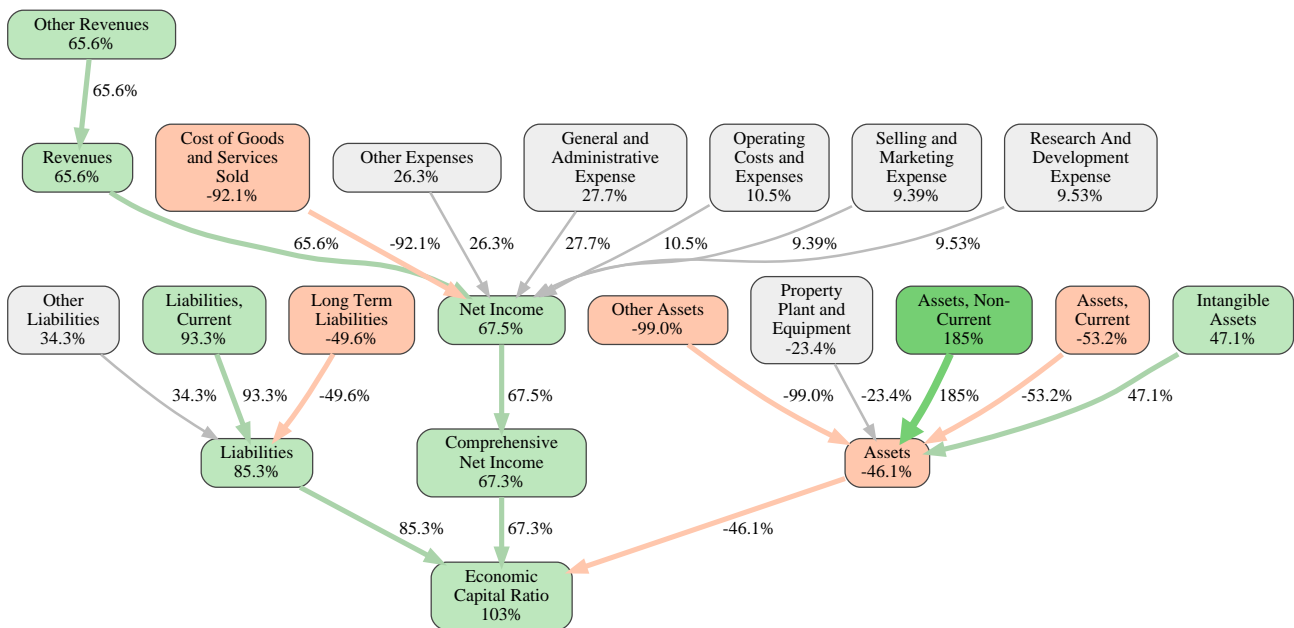 Other Revenues
65.6%
65.6%
Revenues
65.6%
Cost of Goods
and Services
Sold
-92.1%
Other Expenses
26.3%
General and
Administrative
Expense
27.7%
Operating
Costs and
Expenses
10.5%
Selling and
Marketing
Expense
9.39%
Research And
Development
Expense
9.53%
65.6%
-92.1%
26.3%
27.7%
10.5%
9.39%
9.53%
Other
Liabilities
34.3%
Liabilities,
Current
93.3%
Long Term
Liabilities
-49.6%
Net Income
67.5%
Other Assets
-99.0%
Property
Plant and
Equipment
-23.4%
Assets, Non-
Current
185%
Assets,
Current
-53.2%
Intangible
Assets
47.1%
34.3%
93.3%
-49.6%
67.5%
-99.0%
-23.4%
185%
-53.2%
47.1%
Liabilities
85.3%
Comprehensive
Net Income
67.3%
Assets
-46.1%
85.3%
67.3%
-46.1%
Economic
Capital Ratio
103%